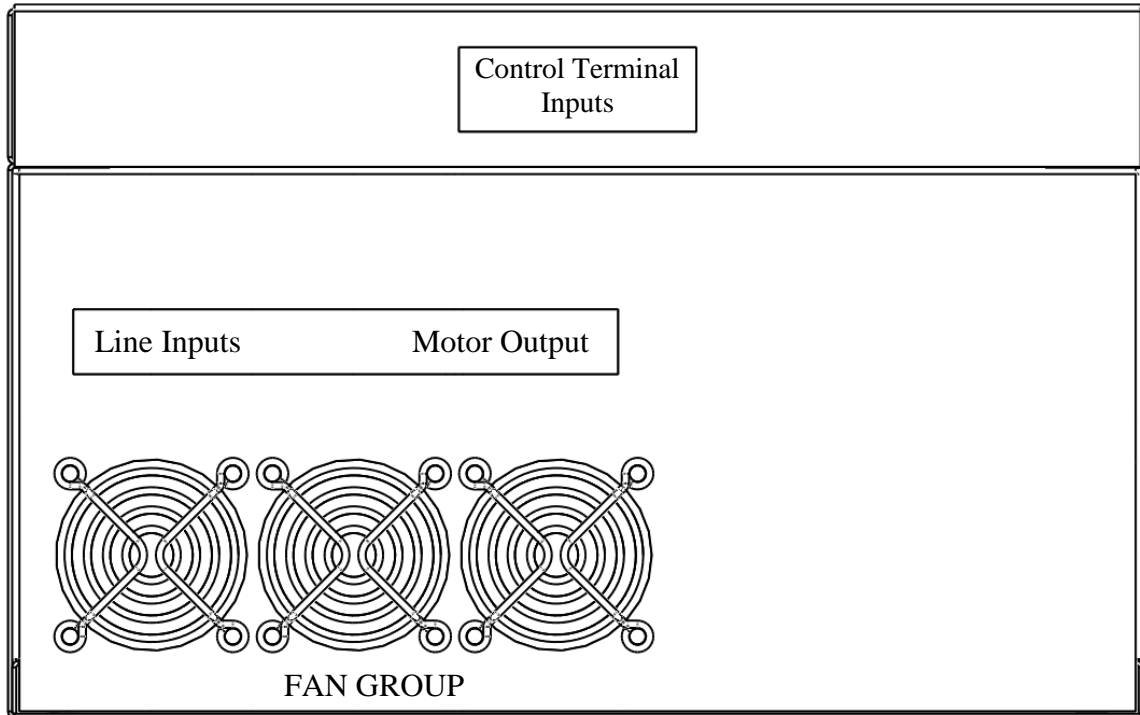 Control Terminal
Inputs
Line Inputs Motor Output
FAN GROUP